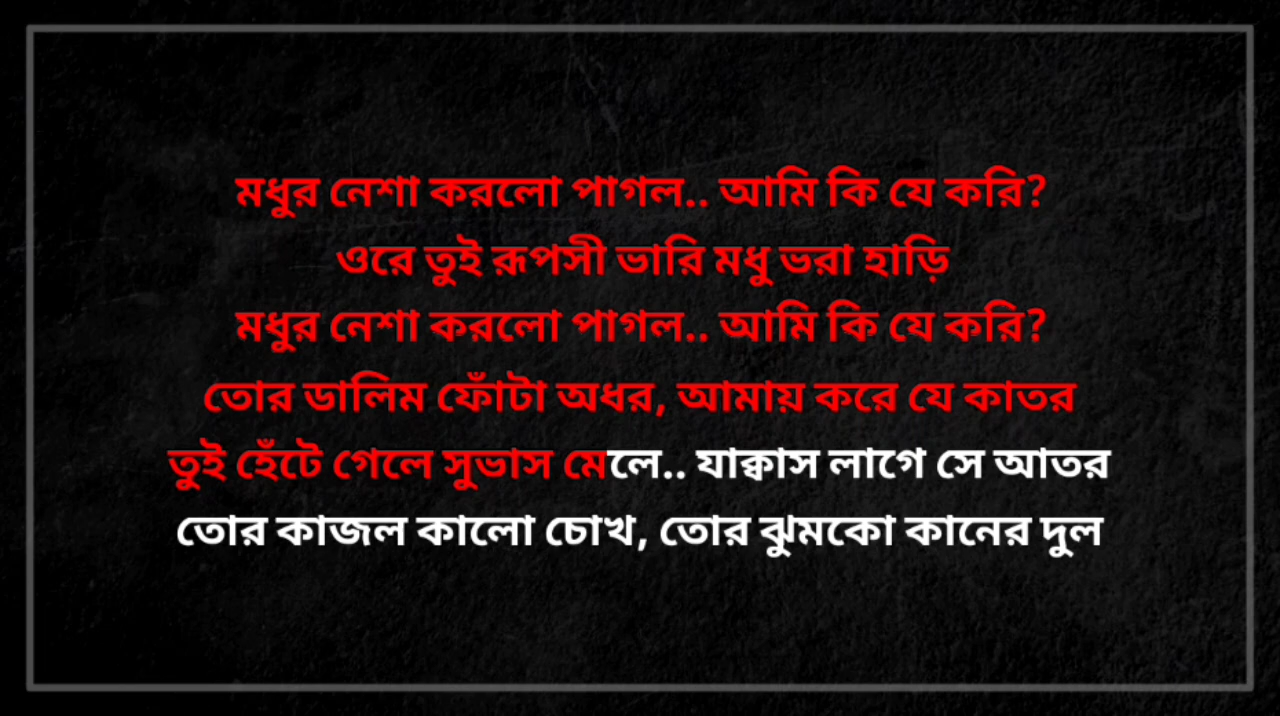 মধুর নেশা করলো পাগল.. আমি কি যে করি?
ওরে তুই রূপসী ভারি মধু ভরা হাড়ি
মধুর নেশা করলো পাগল.. আমি কি যে করি?
তোর ডালিম ফোঁটা অধর, আমায় করে যে কাতর
তুই হেঁটে গেলে সুভাস মেলে.. যাক্কাস লাগে সে আতর
তোর কাজল কালো চোখ, তোর ঝুমকো কানের দুল